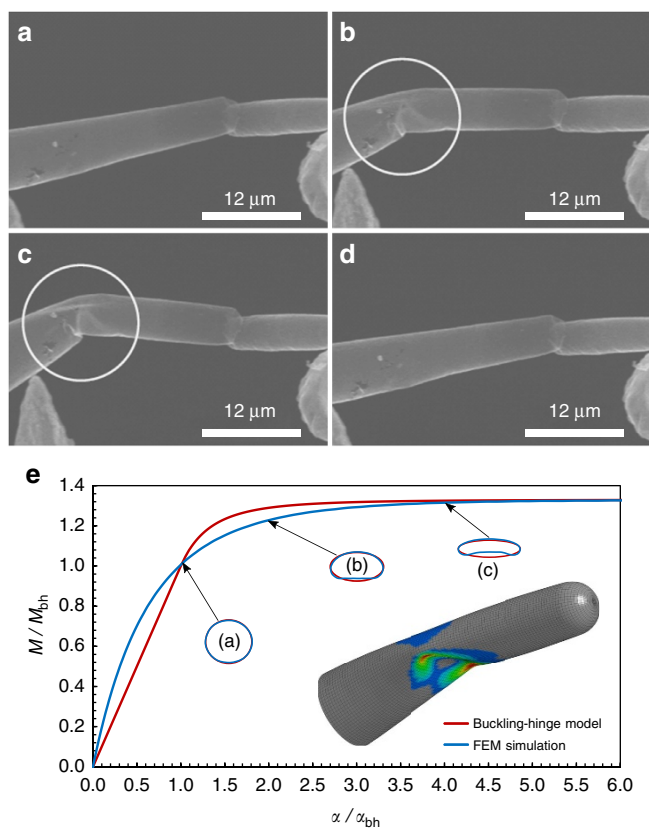 a
b
12 μm
12 μm
c
d
12 μm
12 μm
e
1.4
1.2
1.0
0.8
0.6
0.4
0.2
0.0
M / M_bh
(a)
(b)
(c)
Buckling-hinge model
FEM simulation
0.0 0.5 1.0 1.5 2.0 2.5 3.0 3.5 4.0 4.5 5.0 5.5 6.0
α / α_bh